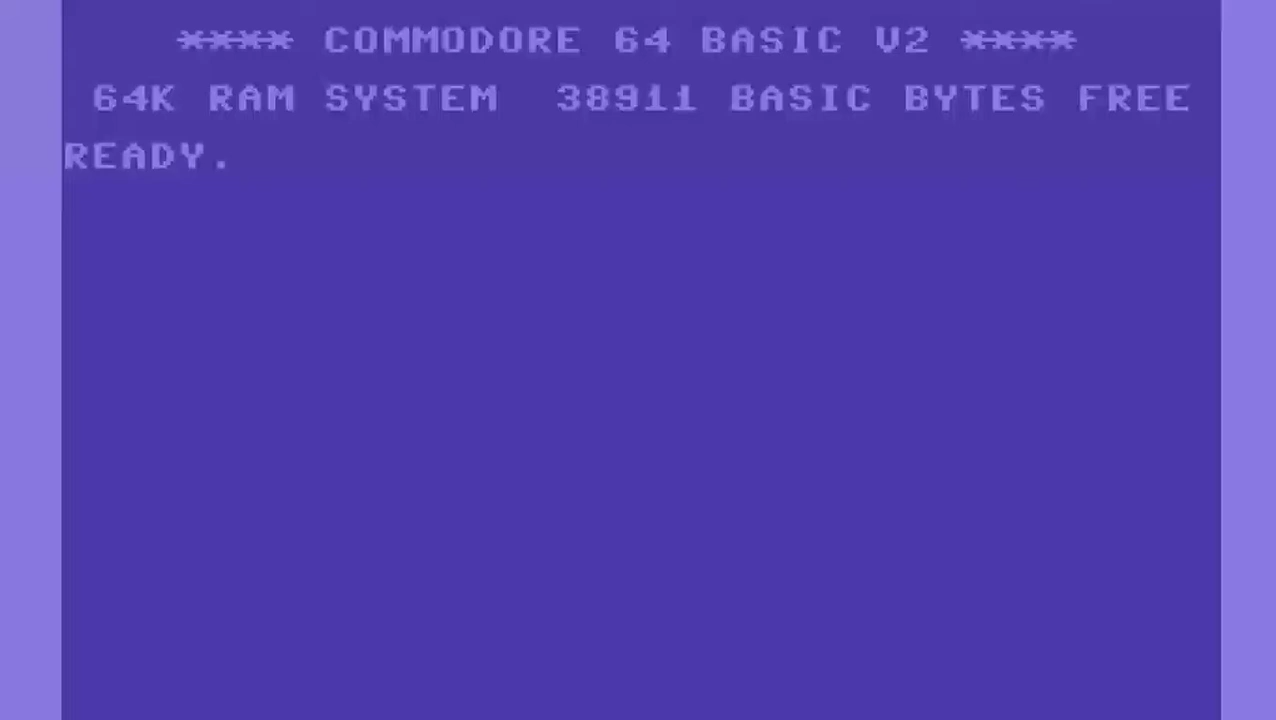 **** COMMODORE 64 BASIC V2 ****
64K RAM SYSTEM  38911 BASIC BYTES FREE
READY.